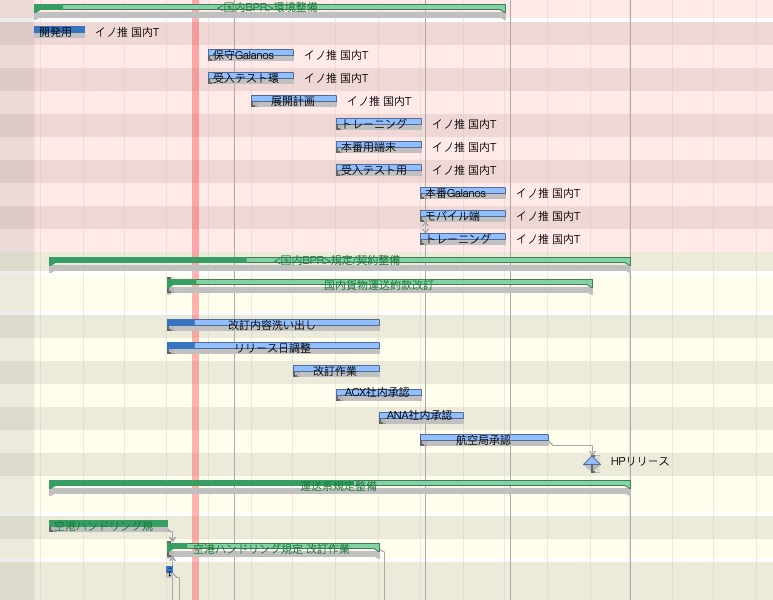 <国内BPR>環境整備
開発用 イノ推 国内T
保守Galanos イノ推 国内T
受入テスト環 イノ推 国内T
展開計画 イノ推 国内T
トレーニング イノ推 国内T
本番用端末 イノ推 国内T
受入テスト用 イノ推 国内T
本番Galanos イノ推 国内T
モバイル端 イノ推 国内T
トレーニング イノ推 国内T
<国内BPR>規定/契約整備
国内貨物運送約款改訂
改訂内容洗い出し
リリース日調整
改訂作業
ACX社内承認
ANA社内承認
航空局承認
HPリリース
運送系規定整備
空港ハンドリング規
空港ハンドリング規定 改訂作業